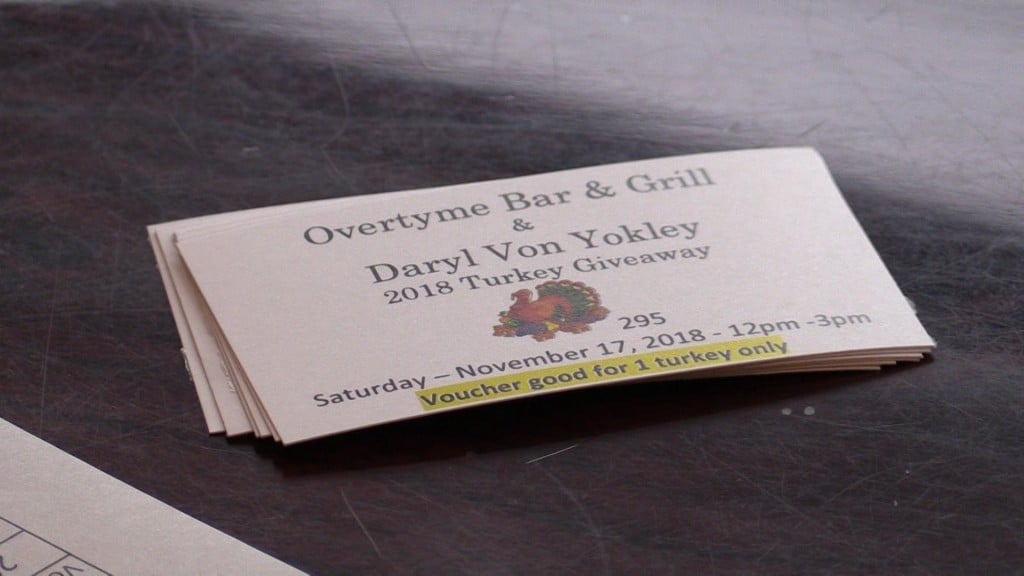 Overtyme Bar & Grill
&
Daryl Von Yokley
2018 Turkey Giveaway
295
Saturday – November 17, 2018 - 12pm -3pm
Voucher good for 1 turkey only